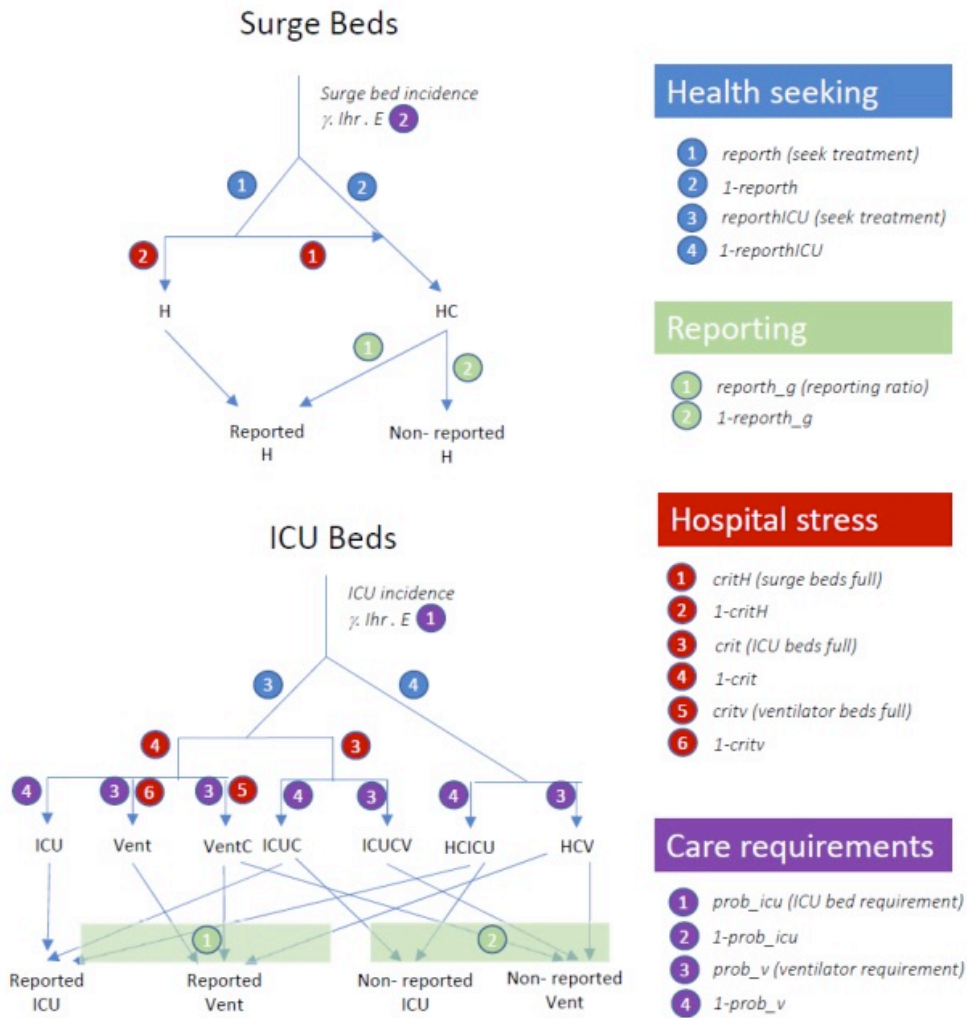 Surge Beds
Surge bed incidence
γ. Ihr . E 2
1
2
2
1
H
HC
1
2
Reported
H
Non- reported
H
ICU Beds
ICU incidence
γ. Ihr . E 1
3
4
4
3
4
3
6
3
5
4
3
4
3
ICU
Vent
VentC
ICUC
ICUCV
HCICU
HCV
1
2
Reported
ICU
Reported
Vent
Non- reported
ICU
Non- reported
Vent
Health seeking
1 reporth (seek treatment)
2 1-reporth
3 reporthICU (seek treatment)
4 1-reporthICU
Reporting
1 reporth_g (reporting ratio)
2 1-reporth_g
Hospital stress
1 critH (surge beds full)
2 1-critH
3 crit (ICU beds full)
4 1-crit
5 critv (ventilator beds full)
6 1-critv
Care requirements
1 prob_icu (ICU bed requirement)
2 1-prob_icu
3 prob_v (ventilator requirement)
4 1-prob_v